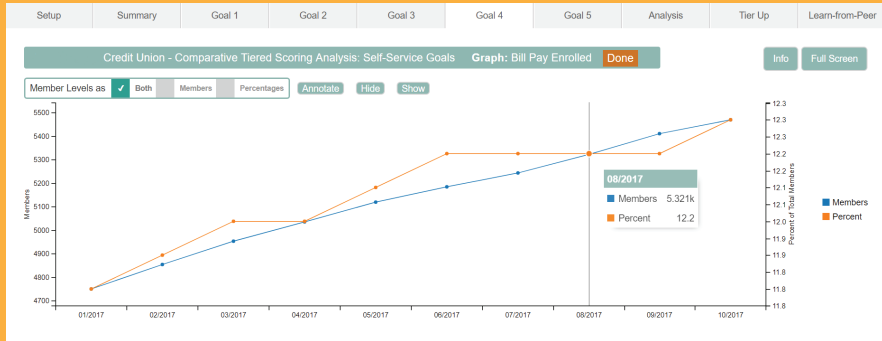 Setup Summary Goal 1 Goal 2 Goal 3 Goal 4 Goal 5 Analysis Tier Up Learn-from-Peer
Credit Union - Comparative Tiered Scoring Analysis: Self-Service Goals Graph: Bill Pay Enrolled Done
Info Full Screen
Member Levels as ✓ Both Members Percentages Annotate Hide Show
5500
5400
5300
5200
5100
5000
4900
4800
4700
Members
08/2017
Members 5.321k
Percent 12.2
12.3
12.3
12.3
12.2
12.2
12.1
12.1
12.0
11.9
11.9
11.8
11.8
11.8
Percent of Total Members
Members
Percent
01/2017 02/2017 03/2017 04/2017 05/2017 06/2017 07/2017 08/2017 09/2017 10/2017